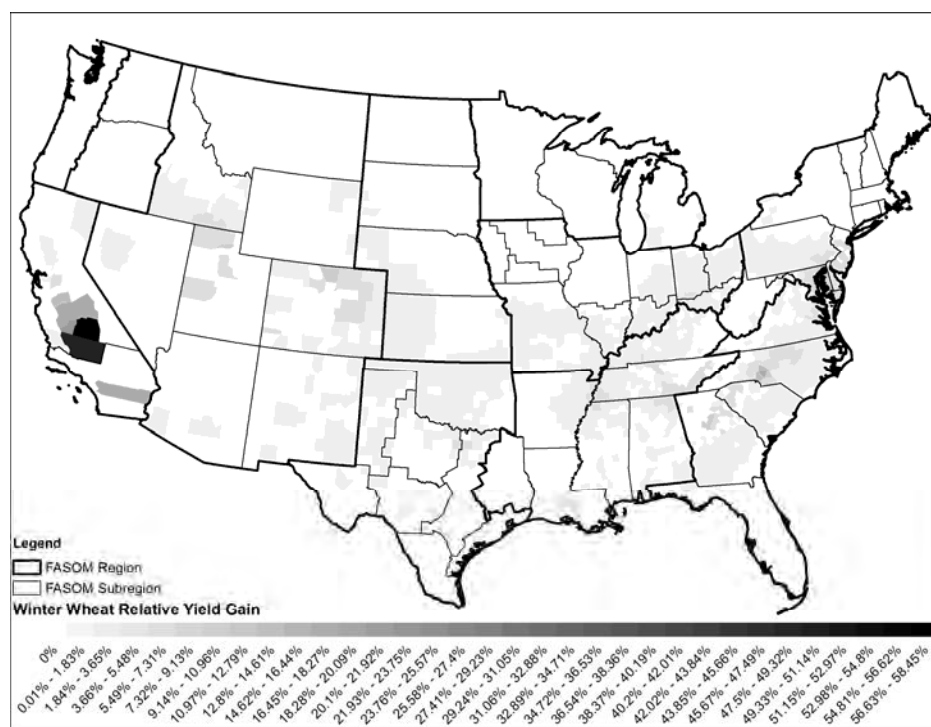 Legend
FASOM Region
FASOM Subregion
Winter Wheat Relative Yield Gain
0%
0.01% - 1.83%
1.84% - 3.65%
3.66% - 5.48%
5.49% - 7.31%
7.32% - 9.13%
9.14% - 10.96%
10.97% - 12.79%
12.8% - 14.61%
14.62% - 16.44%
16.45% - 18.27%
18.28% - 20.09%
20.1% - 21.92%
21.93% - 23.75%
23.76% - 25.57%
25.58% - 27.4%
27.41% - 29.23%
29.24% - 31.05%
31.06% - 32.88%
32.89% - 34.71%
34.72% - 36.53%
36.54% - 38.36%
38.37% - 40.19%
40.2% - 42.01%
42.02% - 43.84%
43.85% - 45.66%
45.67% - 47.49%
47.5% - 49.32%
49.33% - 51.14%
51.15% - 52.97%
52.98% - 54.8%
54.81% - 56.62%
56.63% - 58.45%